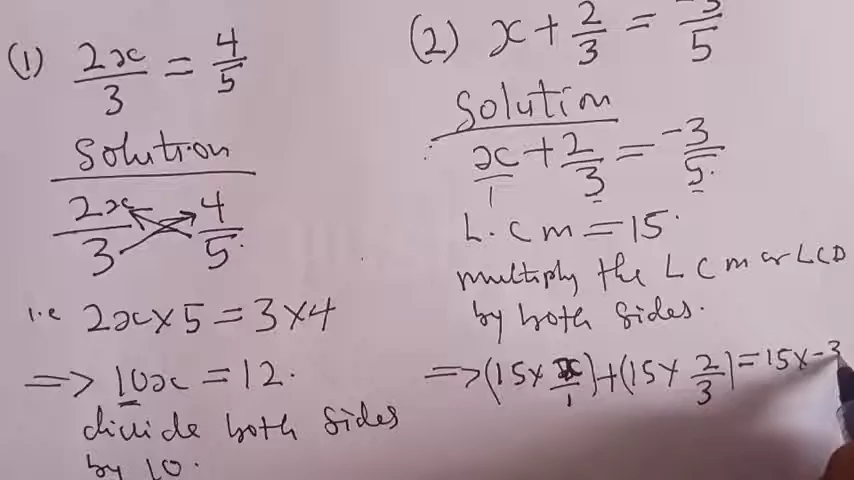 (1) 2x/3 = 4/5
Solution
2x/3 4/5.
i.e 2x×5 = 3×4
=> 10x = 12.
divide both sides
by 10.
(2) x + 2/3 = -3/5
Solution
x/1 + 2/3 = -3/5
L.cm = 15.
multiply the LCm or LCD
by both sides.
=> (15× x/1) + (15× 2/3) = 15×-3